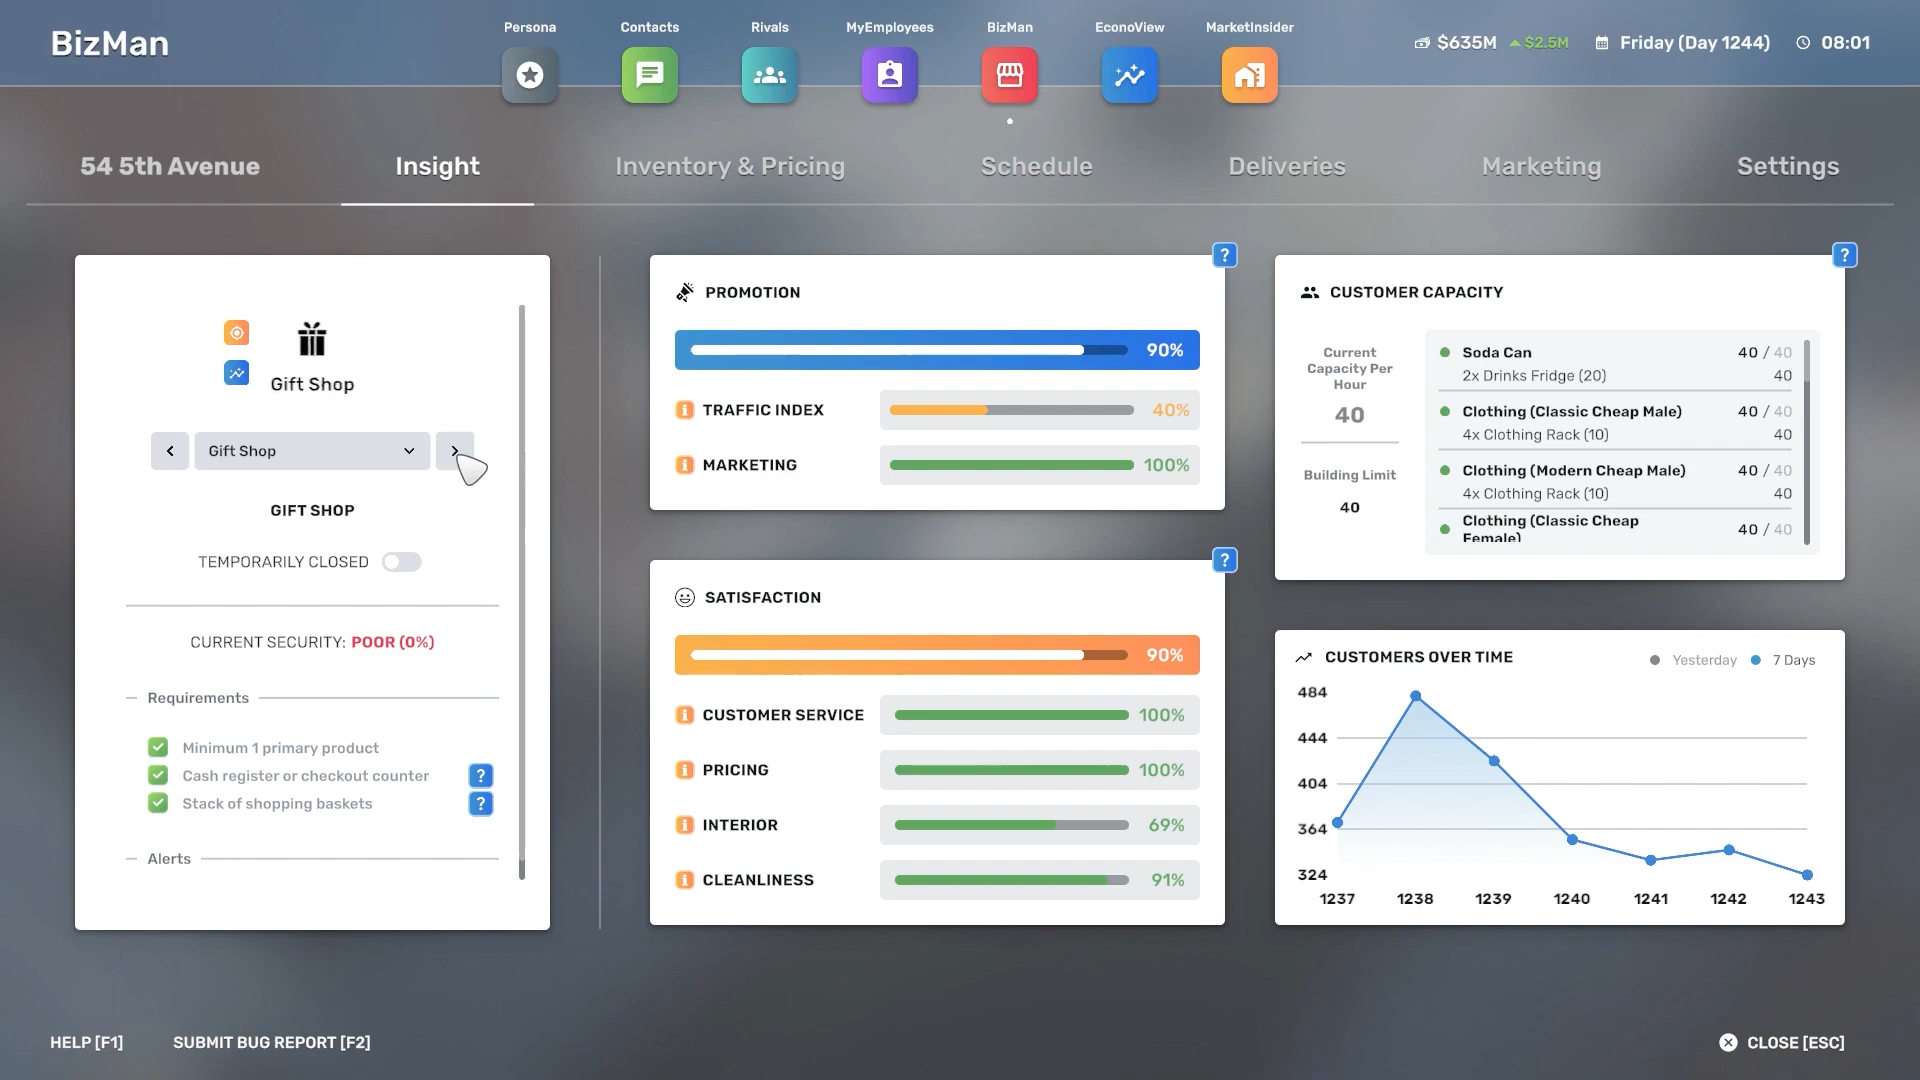 BizMan
Persona
Contacts
Rivals
MyEmployees
BizMan
EconoView
MarketInsider
$635M
$2.5M
Friday (Day 1244)
08:01
54 5th Avenue
Insight
Inventory & Pricing
Schedule
Deliveries
Marketing
Settings
Gift Shop
Gift Shop
GIFT SHOP
TEMPORARILY CLOSED
CURRENT SECURITY: POOR (0%)
Requirements
Minimum 1 primary product
Cash register or checkout counter
?
Stack of shopping baskets
?
Alerts
?
PROMOTION
90%
TRAFFIC INDEX
40%
MARKETING
100%
?
SATISFACTION
90%
CUSTOMER SERVICE
100%
PRICING
100%
INTERIOR
69%
CLEANLINESS
91%
?
CUSTOMER CAPACITY
Current
Capacity Per
Hour
40
Building Limit
40
Soda Can
40 / 40
2x Drinks Fridge (20)
40
Clothing (Classic Cheap Male)
40 / 40
4x Clothing Rack (10)
40
Clothing (Modern Cheap Male)
40 / 40
4x Clothing Rack (10)
40
Clothing (Classic Cheap
Female)
40 / 40
CUSTOMERS OVER TIME
Yesterday
7 Days
484
444
404
364
324
1237
1238
1239
1240
1241
1242
1243
HELP [F1]
SUBMIT BUG REPORT [F2]
CLOSE [ESC]